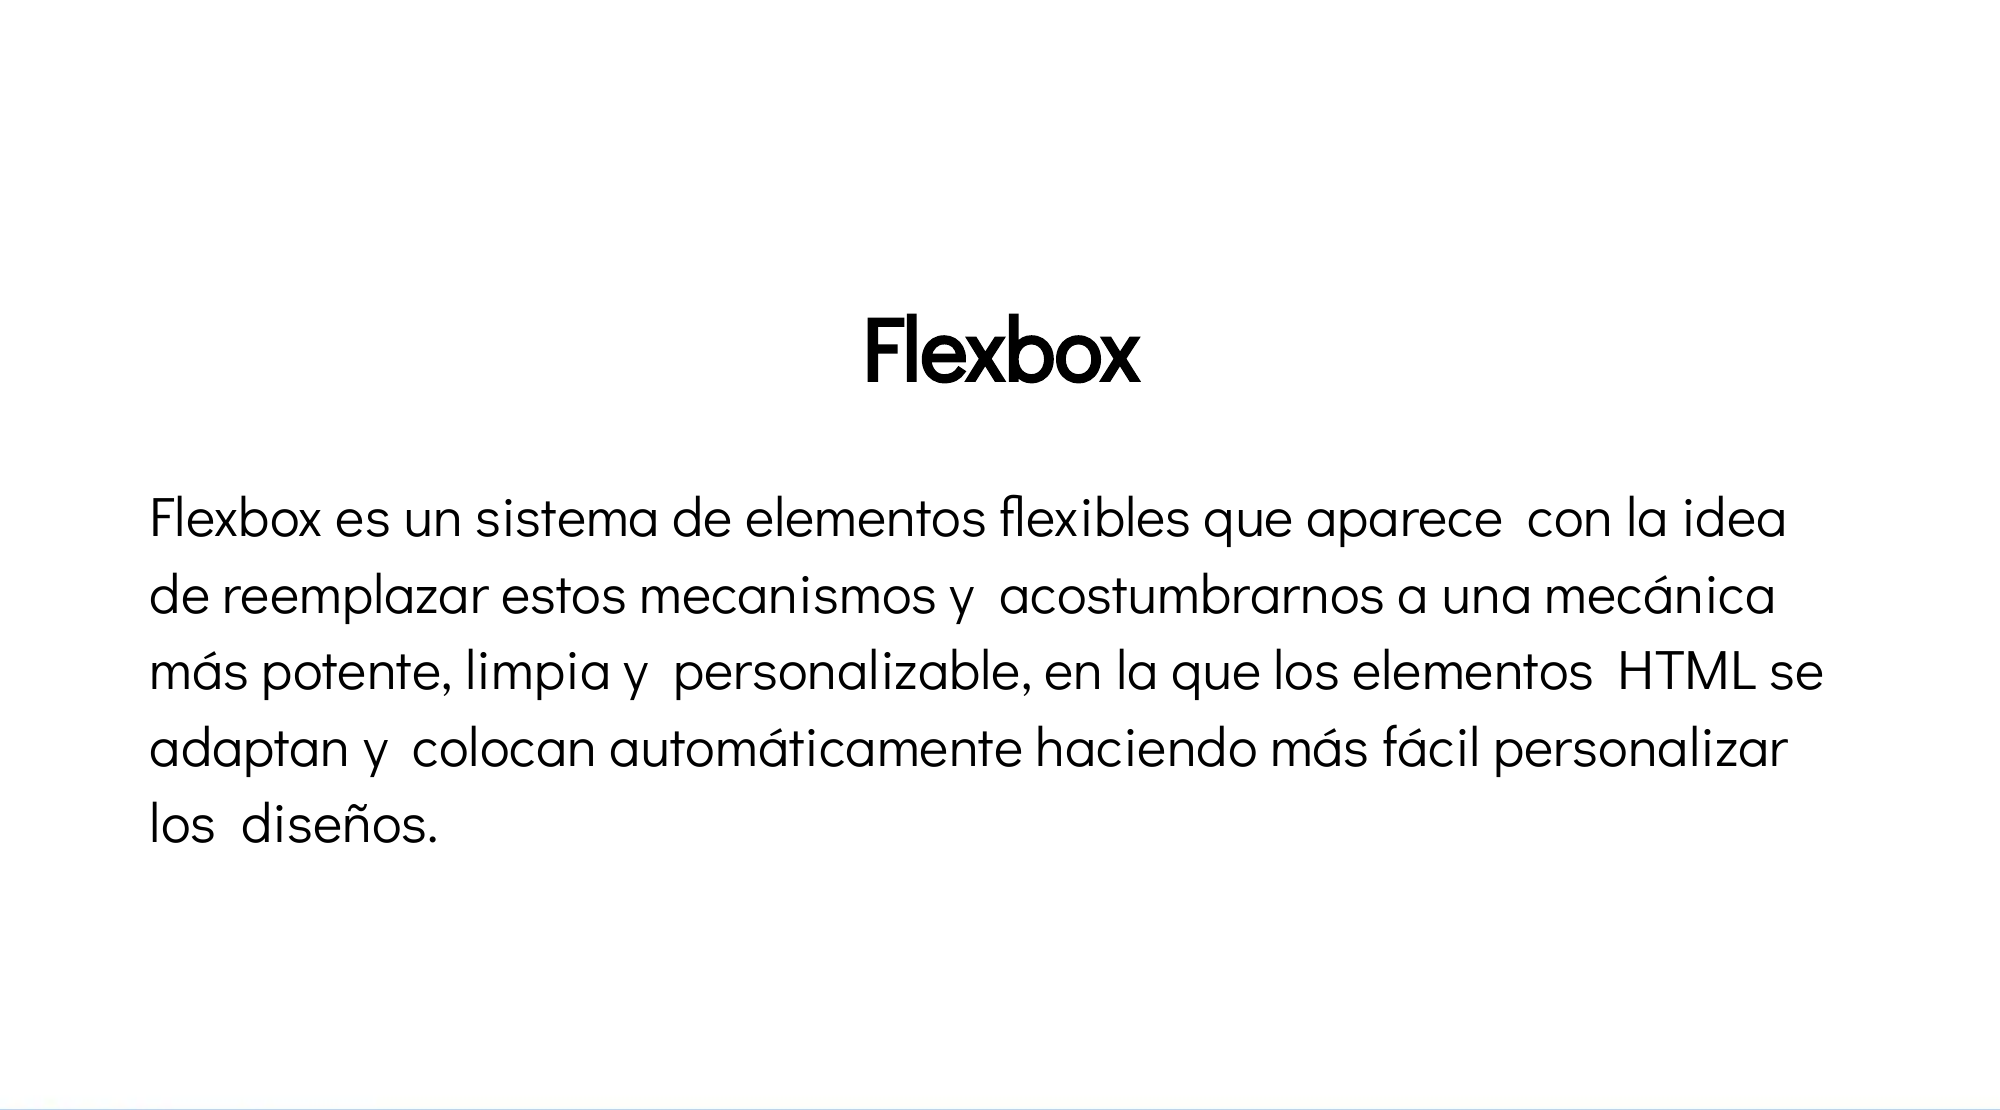 Flexbox
Flexbox es un sistema de elementos flexibles que aparece  con la idea
de reemplazar estos mecanismos y  acostumbrarnos a una mecánica
más potente, limpia y  personalizable, en la que los elementos  HTML se
adaptan y  colocan automáticamente haciendo más fácil personalizar
los  diseños.